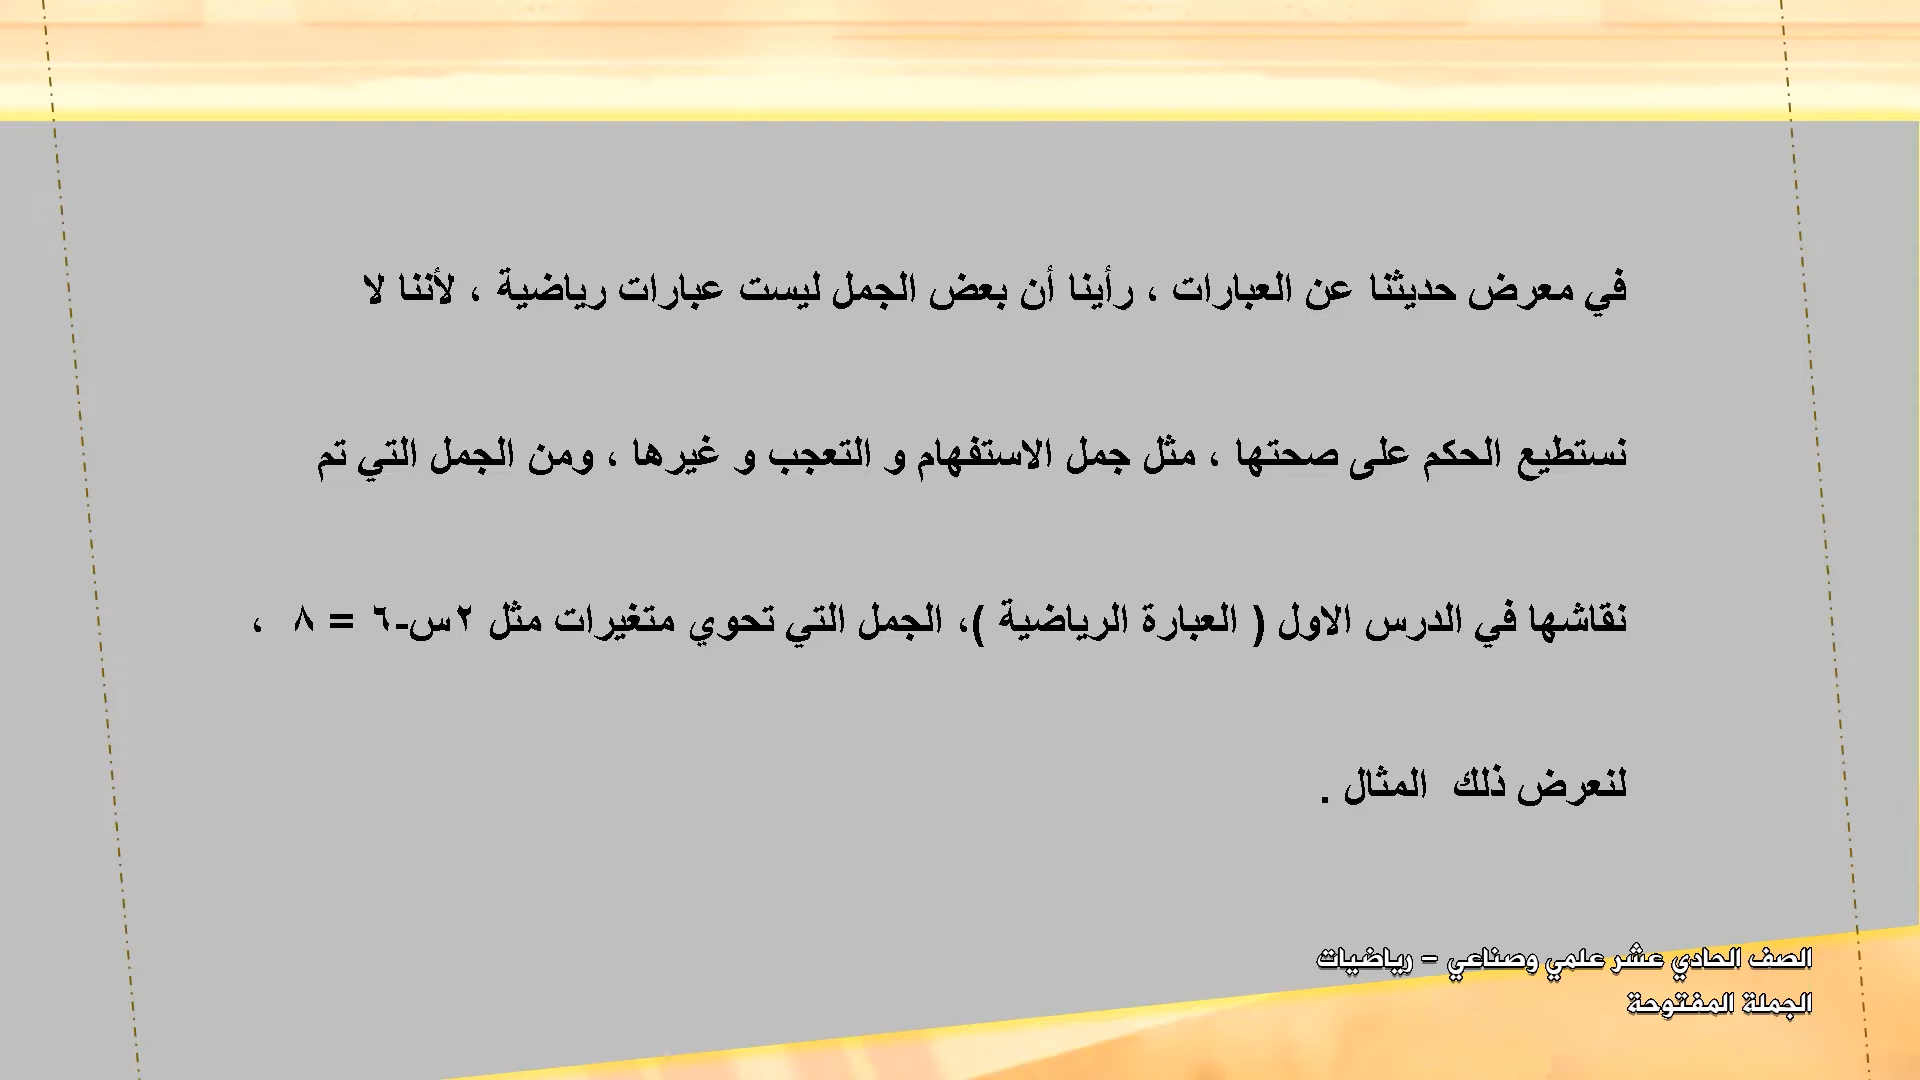 في معرض حديثنا عن العبارات ، رأينا أن بعض الجمل ليست عبارات رياضية ، لأننا لا
نستطيع الحكم على صحتها ، مثل جمل الاستفهام و التعجب و غيرها ، ومن الجمل التي تم
نقاشها في الدرس الاول ( العبارة الرياضية )، الجمل التي تحوي متغيرات مثل ٢س-٦ = ٨ ،
لنعرض ذلك المثال .
الصف الحادي عشر علمي وصناعي - رياضيات
الجملة المفتوحة